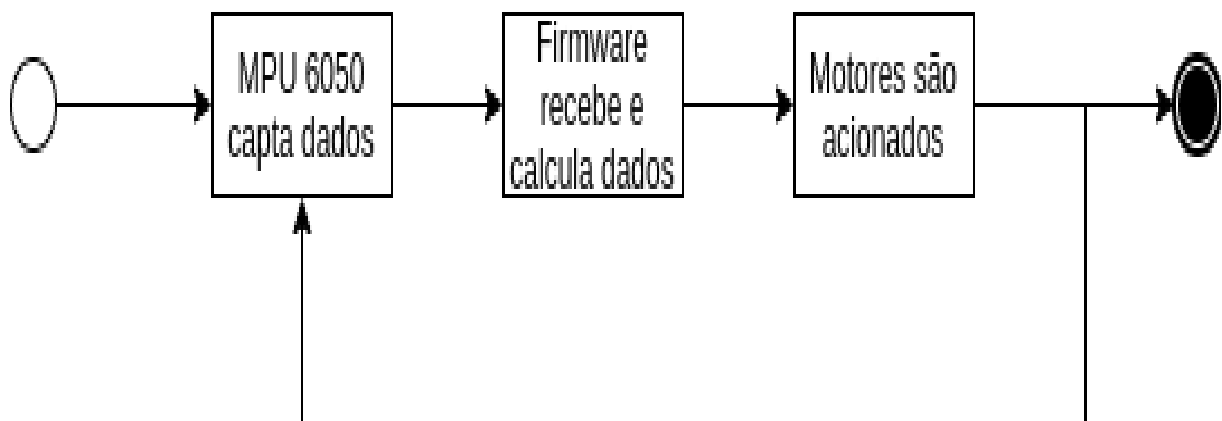 MPU 6050
capta dados
Firmware
recebe e
calcula dados
Motores são
acionados